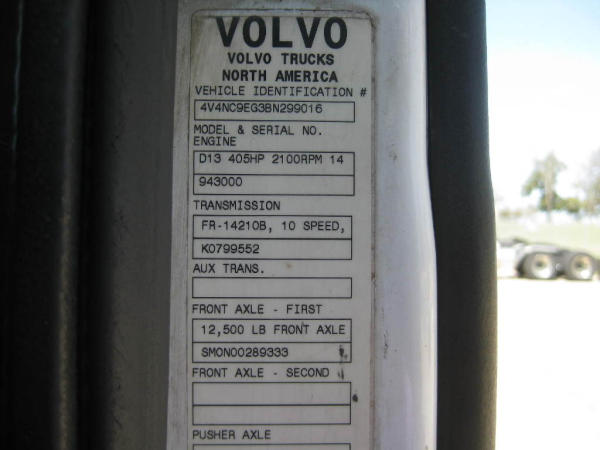 VOLVO
VOLVO TRUCKS
NORTH AMERICA
VEHICLE IDENTIFICATION #
4V4NC9EG3BN299016
MODEL & SERIAL NO.
ENGINE
D13 405HP 2100RPM 14
943000
TRANSMISSION
FR-14210B, 10 SPEED,
K0799552
AUX TRANS.
FRONT AXLE - FIRST
12,500 LB FRONT AXLE
SMON00289333
FRONT AXLE - SECOND
PUSHER AXLE